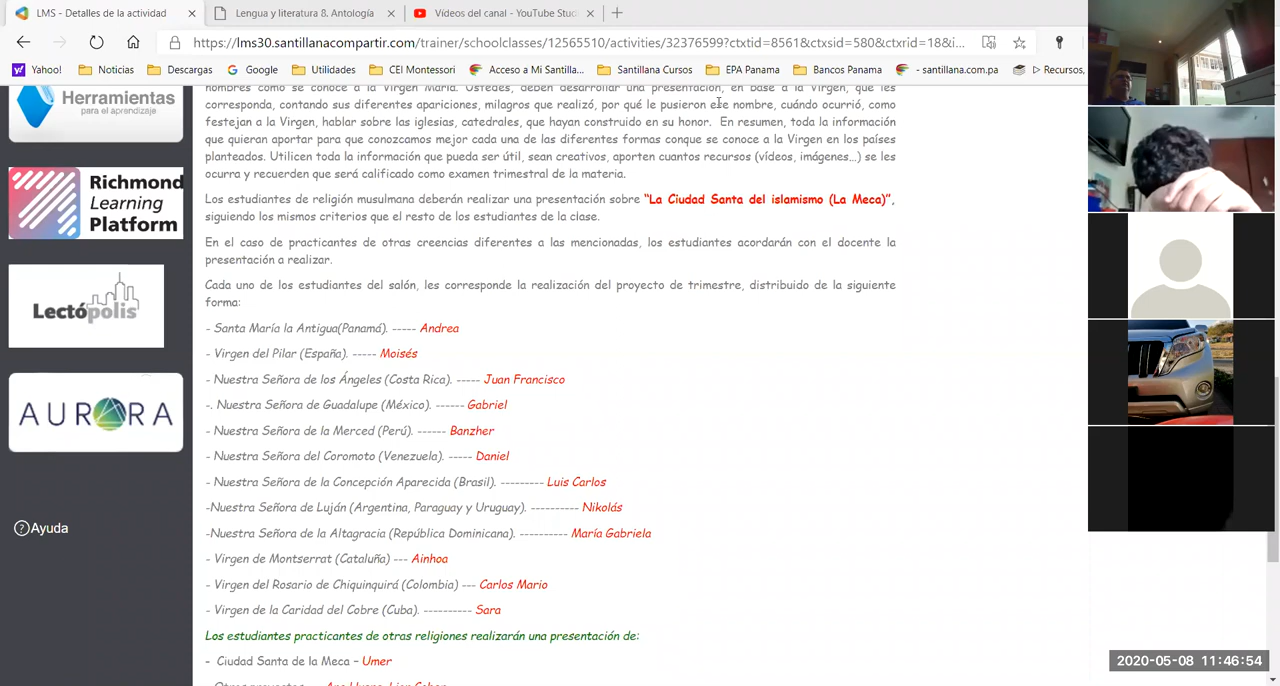 LMS - Detalles de la actividad
Lengua y literatura 8. Antología
Vídeos del canal - YouTube Stu
https://lms30.santillanacompartir.com/trainer/schoolclasses/12565510/activities/32376599?ctxtid=8561&ctxsid=580&ctxrid=18&i...
Yahoo! Noticias Descargas Google Utilidades CEI Montessori Acceso a Mi Santilla... Santillana Cursos EPA Panama Bancos Panama - santillana.com.pa ▷ Recursos,
Herramientas
para el aprendizaje
Richmond
Learning
Platform
Lectópolis
AURORA
Ayuda
nombres como se conoce a la Virgen María. Ustedes, deben desarrollar una presentación, en base a la Virgen, que les
corresponda, contando sus diferentes apariciones, milagros que realizó, por qué le pusieron ese nombre, cuándo ocurrió, como
festejan a la Virgen, hablar sobre las iglesias, catedrales, que hayan construido en su honor. En resumen, toda la información
que quieran aportar para que conozcamos mejor cada una de las diferentes formas conque se conoce a la Virgen en los países
planteados. Utilicen toda la información que pueda ser útil, sean creativos, aporten cuantos recursos (vídeos, imágenes...) se les
ocurra y recuerden que será calificado como examen trimestral de la materia.
Los estudiantes de religión musulmana deberán realizar una presentación sobre "La Ciudad Santa del islamismo (La Meca)",
siguiendo los mismos criterios que el resto de los estudiantes de la clase.
En el caso de practicantes de otras creencias diferentes a las mencionadas, los estudiantes acordarán con el docente la
presentación a realizar.
Cada uno de los estudiantes del salón, les corresponde la realización del proyecto de trimestre, distribuido de la siguiente
forma:
- Santa María la Antigua(Panamá). ----- Andrea
- Virgen del Pilar (España). ----- Moisés
- Nuestra Señora de los Ángeles (Costa Rica). ----- Juan Francisco
-. Nuestra Señora de Guadalupe (México). ------ Gabriel
- Nuestra Señora de la Merced (Perú). ------ Banzher
- Nuestra Señora del Coromoto (Venezuela). ----- Daniel
- Nuestra Señora de la Concepción Aparecida (Brasil). --------- Luis Carlos
-Nuestra Señora de Luján (Argentina, Paraguay y Uruguay). ---------- Nikolás
-Nuestra Señora de la Altagracia (República Dominicana). ---------- María Gabriela
- Virgen de Montserrat (Cataluña) --- Ainhoa
- Virgen del Rosario de Chiquinquirá (Colombia) --- Carlos Mario
- Virgen de la Caridad del Cobre (Cuba). ---------- Sara
Los estudiantes practicantes de otras religiones realizarán una presentación de:
- Ciudad Santa de la Meca – Umer
2020-05-08 11:46:54